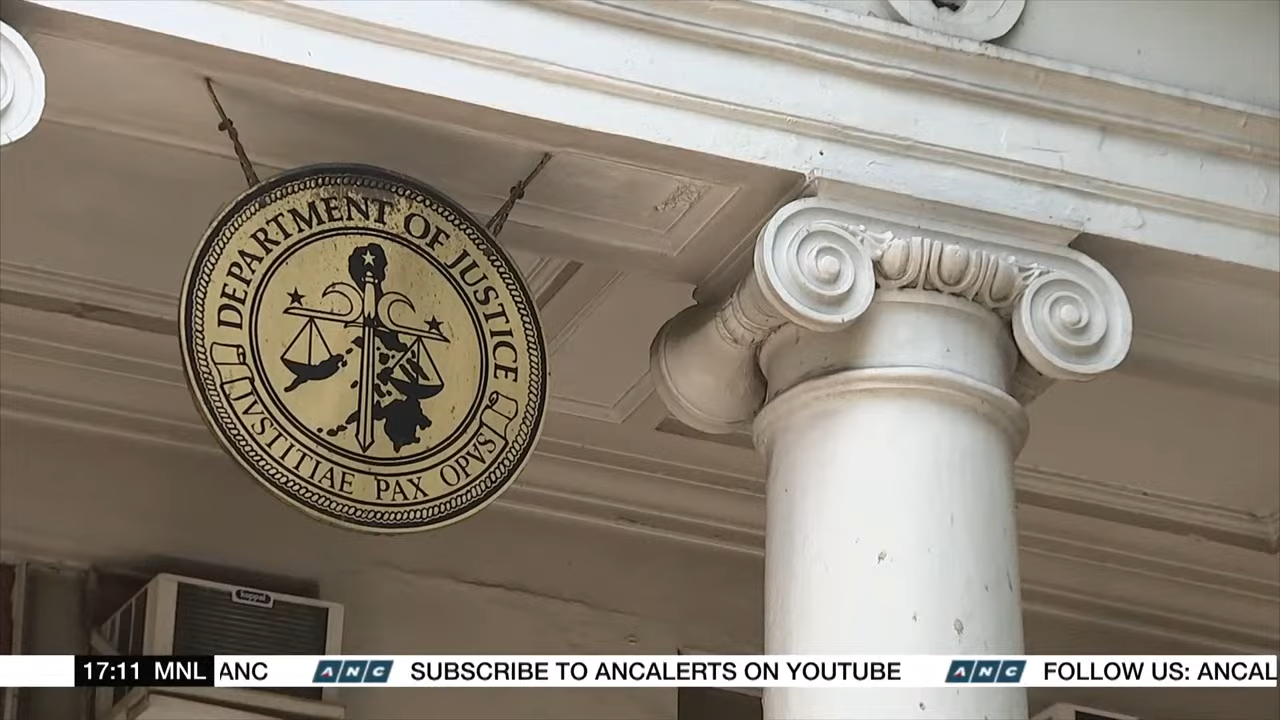 DEPARTMENT OF JUSTICE
IVSTITIAE PAX OPVS
koppel
17:11 MNL ANC ANC SUBSCRIBE TO ANCALERTS ON YOUTUBE ANC FOLLOW US: ANCAL